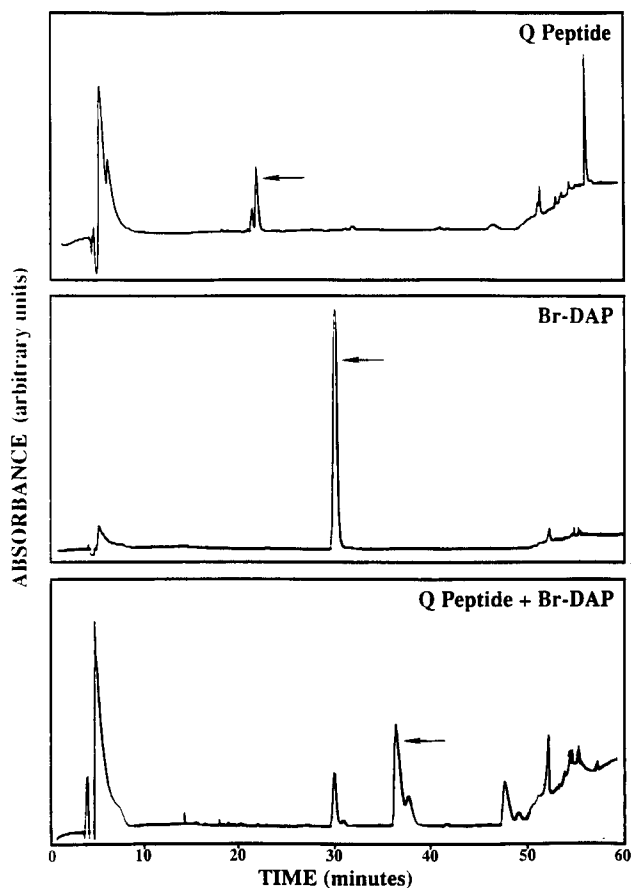 Q Peptide
Br-DAP
Q Peptide + Br-DAP
ABSORBANCE (arbitrary units)
0 10 20 30 40 50 60
TIME (minutes)